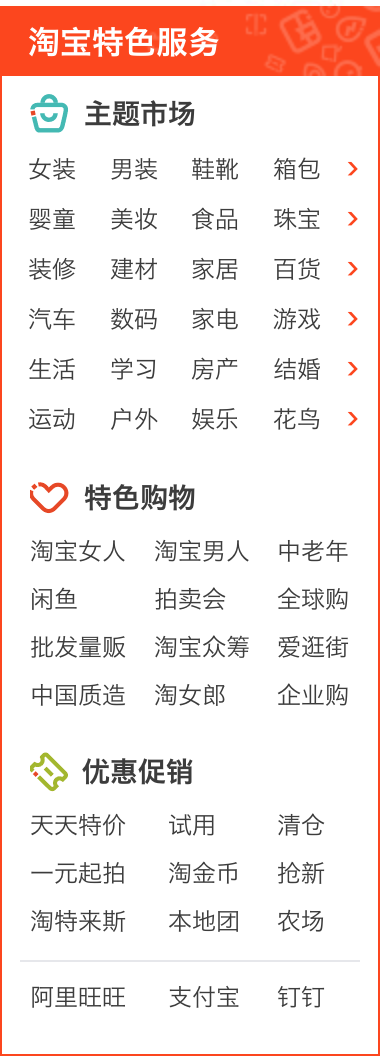 淘宝特色服务
主题市场
女装 男装 鞋靴 箱包
婴童 美妆 食品 珠宝
装修 建材 家居 百货
汽车 数码 家电 游戏
生活 学习 房产 结婚
运动 户外 娱乐 花鸟
特色购物
淘宝女人 淘宝男人 中老年
闲鱼 拍卖会 全球购
批发量贩 淘宝众筹 爱逛街
中国质造 淘女郎 企业购
优惠促销
天天特价 试用 清仓
一元起拍 淘金币 抢新
淘特来斯 本地团 农场
阿里旺旺 支付宝 钉钉